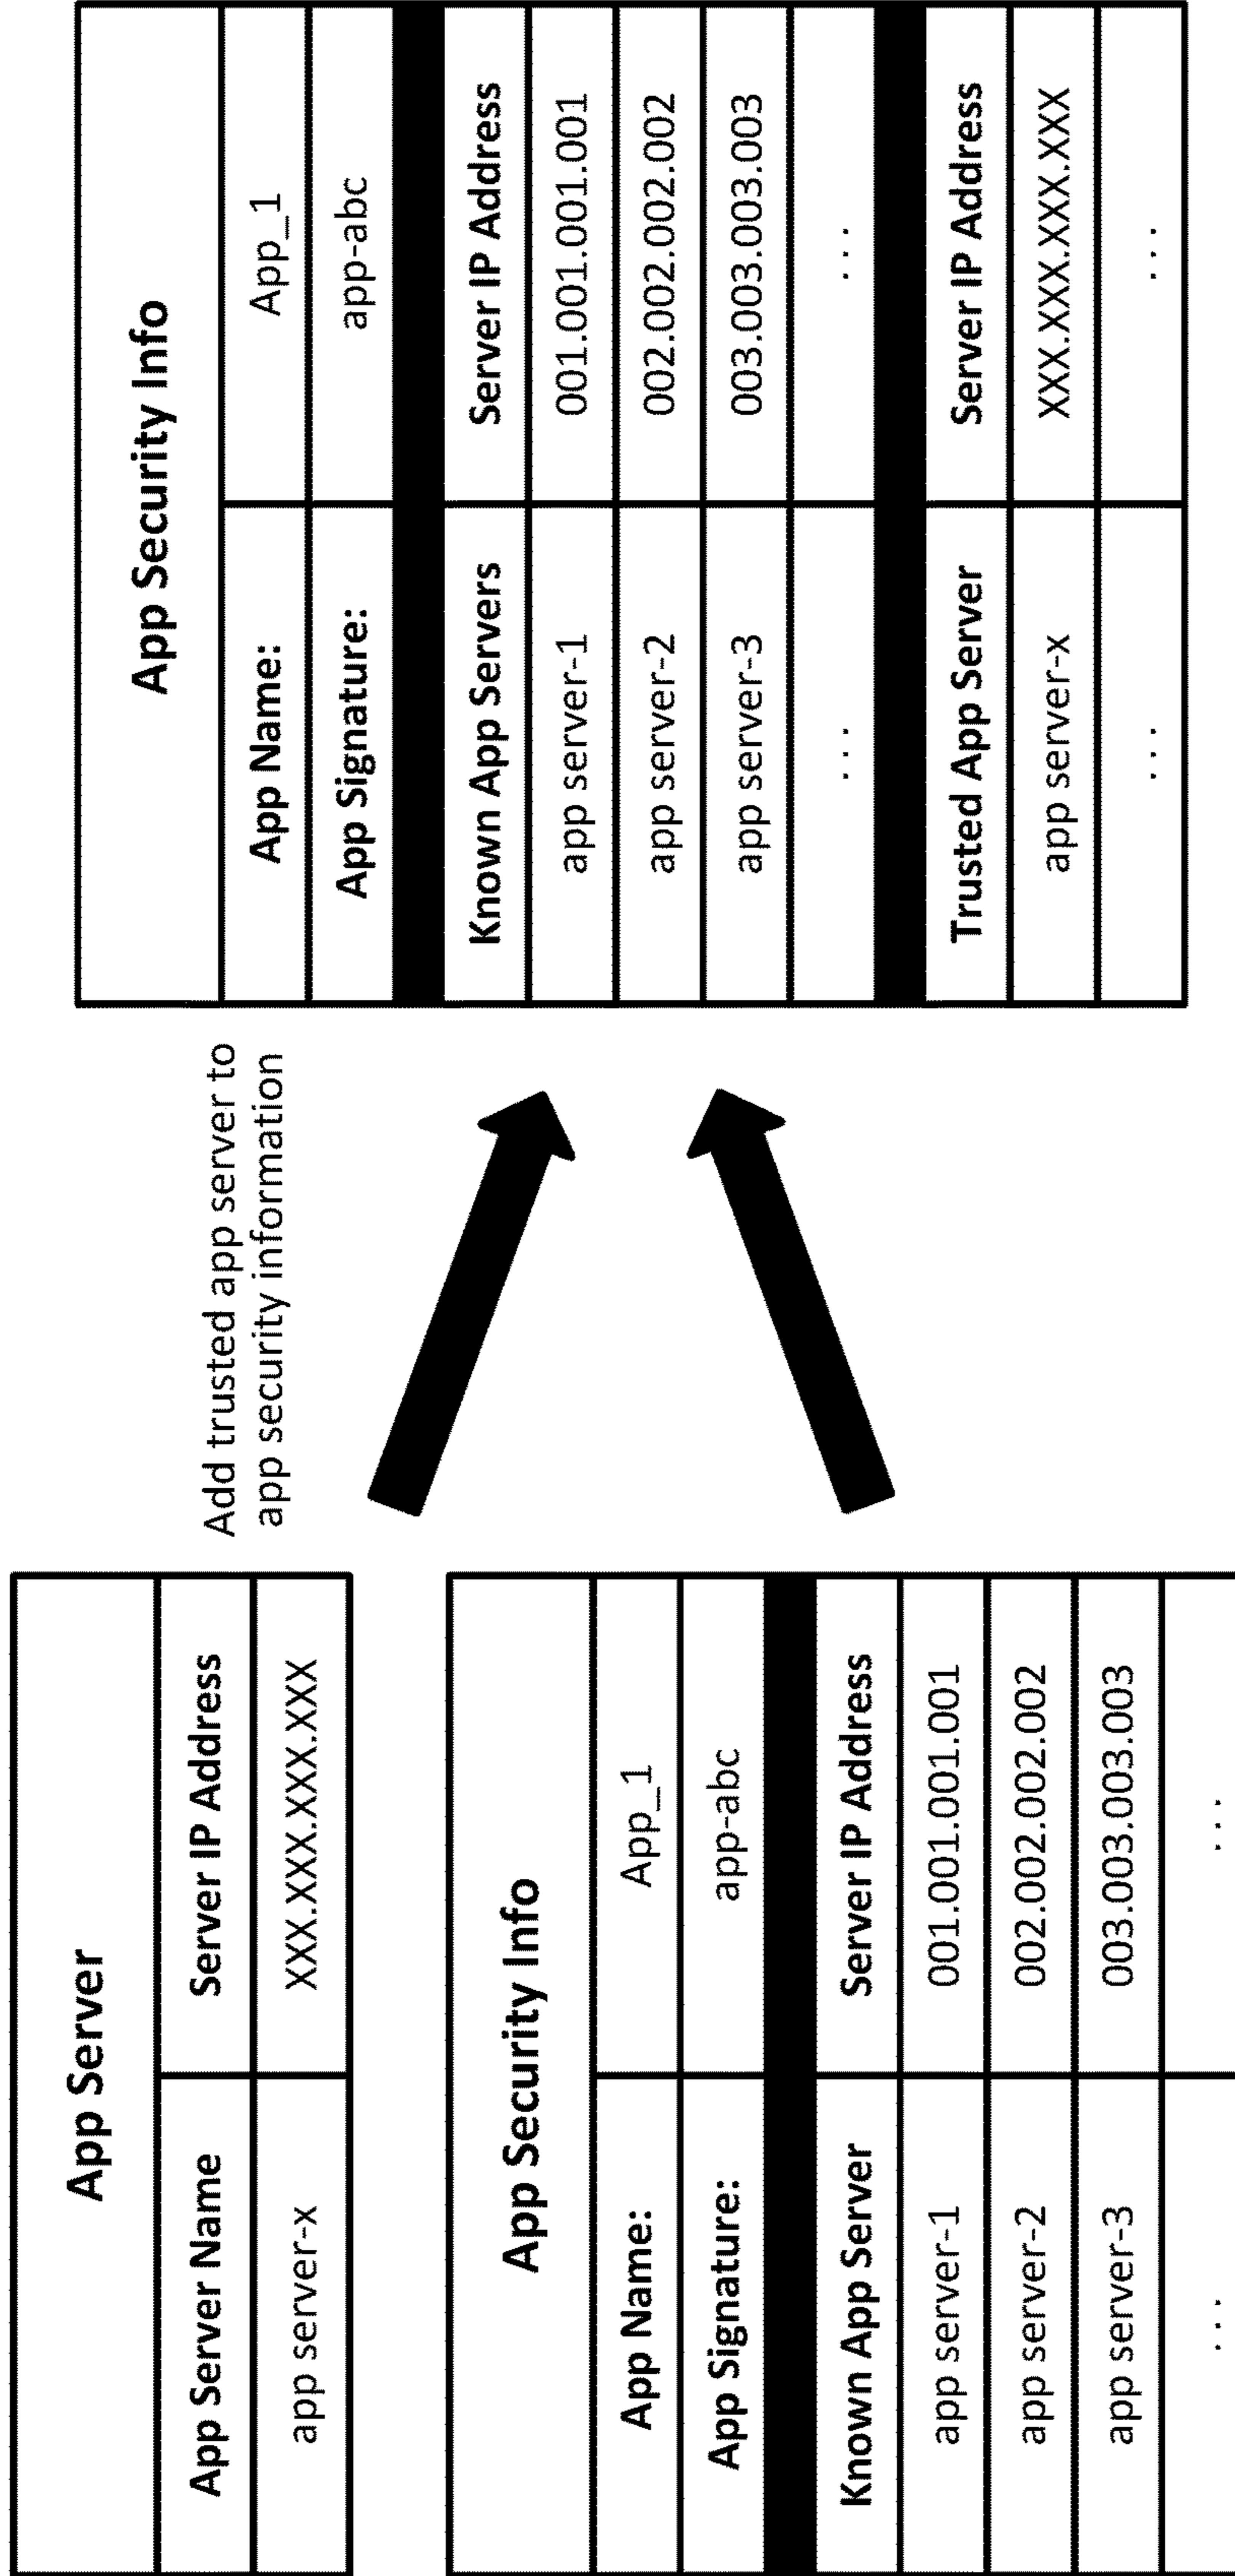 App Server
App Server Name Server IP Address
app server-x XXX.XXX.XXX.XXX
App Security Info
App Name: App_1
App Signature: app-abc
Known App Server Server IP Address
app server-1 001.001.001.001
app server-2 002.002.002.002
app server-3 003.003.003.003
. . . . . .
Add trusted app server to
app security information
App Security Info
App Name: App_1
App Signature: app-abc
Known App Servers Server IP Address
app server-1 001.001.001.001
app server-2 002.002.002.002
app server-3 003.003.003.003
. . . . . .
Trusted App Server Server IP Address
app server-x XXX.XXX.XXX.XXX
. . . . . .